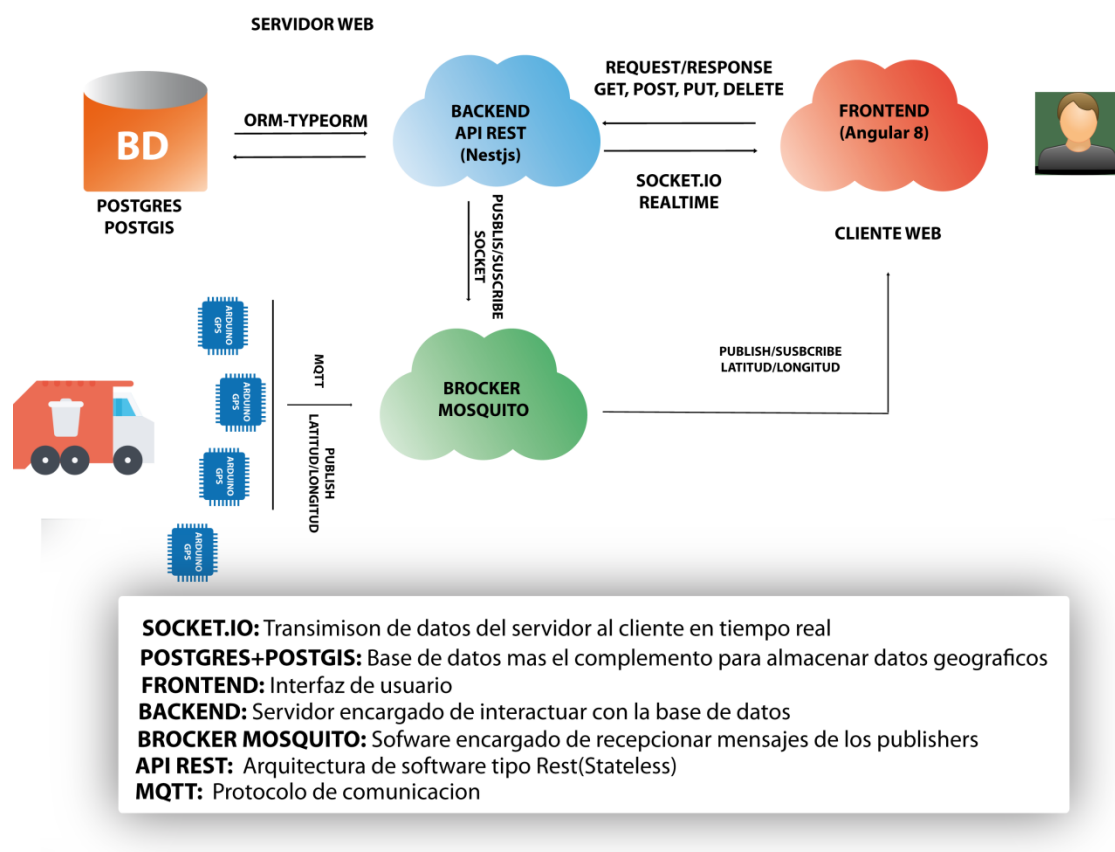 SERVIDOR WEB
BD
POSTGRES
POSTGIS
ORM-TYPEORM
BACKEND
API REST
(Nestjs)
REQUEST/RESPONSE
GET, POST, PUT, DELETE
SOCKET.IO
REALTIME
FRONTEND
(Angular 8)
CLIENTE WEB
PUSBLIS/SUSCRIBE
SOCKET
ARDUINO
GPS
ARDUINO
GPS
ARDUINO
GPS
ARDUINO
GPS
MQTT
PUBLISH
LATITUD/LONGITUD
BROCKER
MOSQUITO
PUBLISH/SUSBCRIBE
LATITUD/LONGITUD
SOCKET.IO: Transimison de datos del servidor al cliente en tiempo real
POSTGRES+POSTGIS: Base de datos mas el complemento para almacenar datos geograficos
FRONTEND: Interfaz de usuario
BACKEND: Servidor encargado de interactuar con la base de datos
BROCKER MOSQUITO: Sofware encargado de recepcionar mensajes de los publishers
API REST: Arquitectura de software tipo Rest(Stateless)
MQTT: Protocolo de comunicacion